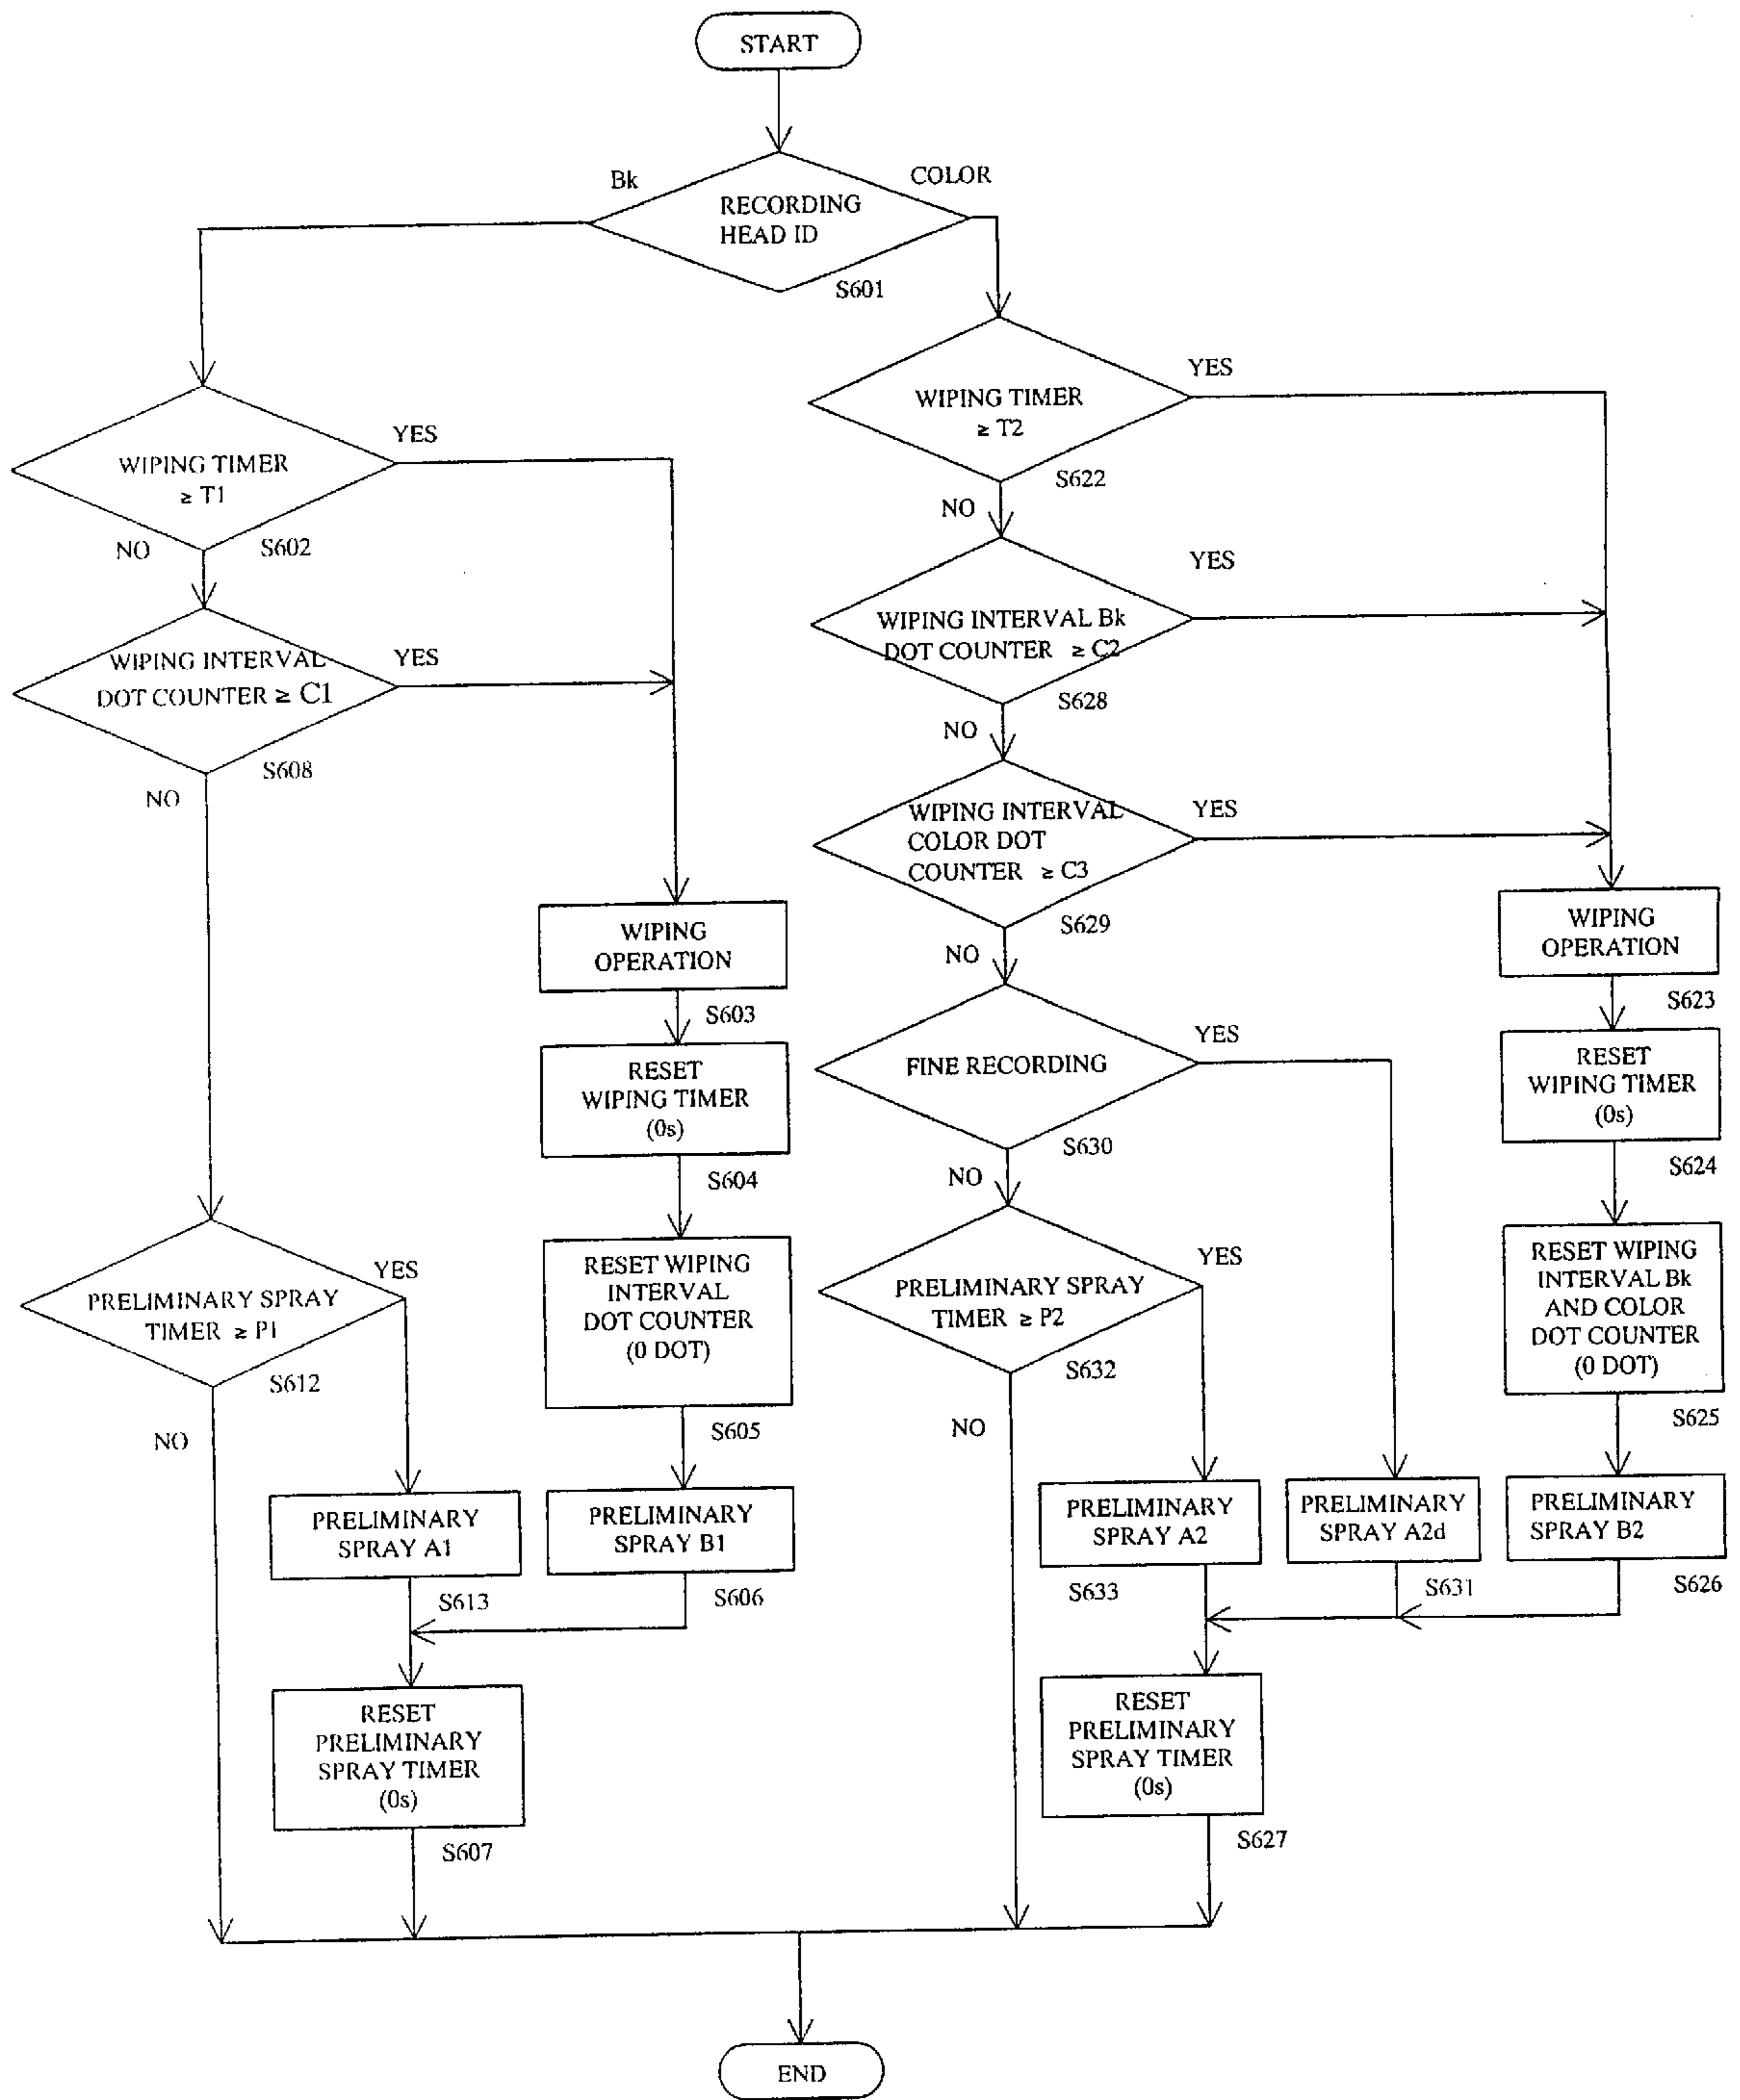 START
Bk
COLOR
RECORDING
HEAD ID
S601
WIPING TIMER
≥ T1
YES
NO
S602
WIPING INTERVAL
DOT COUNTER ≥ C1
YES
S608
NO
WIPING
OPERATION
S603
RESET
WIPING TIMER
(0s)
S604
RESET WIPING
INTERVAL
DOT COUNTER
(0 DOT)
S605
PRELIMINARY
SPRAY B1
S606
PRELIMINARY SPRAY
TIMER ≥ P1
YES
S612
NO
PRELIMINARY
SPRAY A1
S613
RESET
PRELIMINARY
SPRAY TIMER
(0s)
S607
WIPING TIMER
≥ T2
YES
S622
NO
WIPING INTERVAL Bk
DOT COUNTER ≥ C2
YES
S628
NO
WIPING INTERVAL
COLOR DOT
COUNTER ≥ C3
YES
S629
NO
FINE RECORDING
YES
S630
NO
PRELIMINARY SPRAY
TIMER ≥ P2
YES
S632
NO
PRELIMINARY
SPRAY A2
S633
PRELIMINARY
SPRAY A2d
S631
WIPING
OPERATION
S623
RESET
WIPING TIMER
(0s)
S624
RESET WIPING
INTERVAL Bk
AND COLOR
DOT COUNTER
(0 DOT)
S625
PRELIMINARY
SPRAY B2
S626
RESET
PRELIMINARY
SPRAY TIMER
(0s)
S627
END